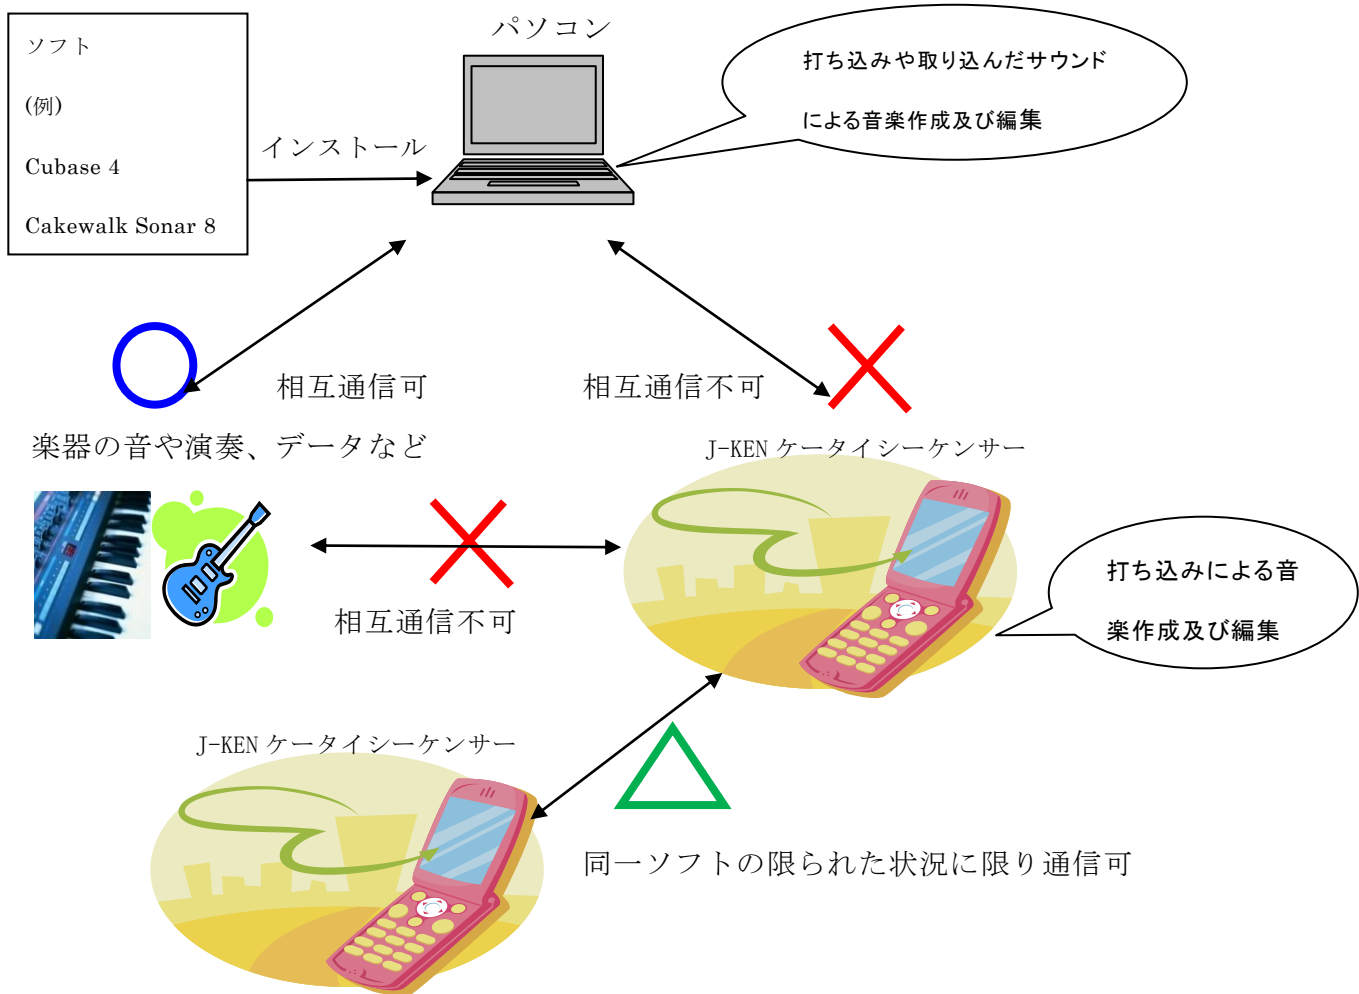 パソコン
ソフト
(例)
Cubase 4
Cakewalk Sonar 8
インストール
打ち込みや取り込んだサウンド
による音楽作成及び編集
相互通信可
相互通信不可
楽器の音や演奏、データなど
J-KEN ケータイシーケンサー
相互通信不可
打ち込みによる音
楽作成及び編集
J-KEN ケータイシーケンサー
同一ソフトの限られた状況に限り通信可